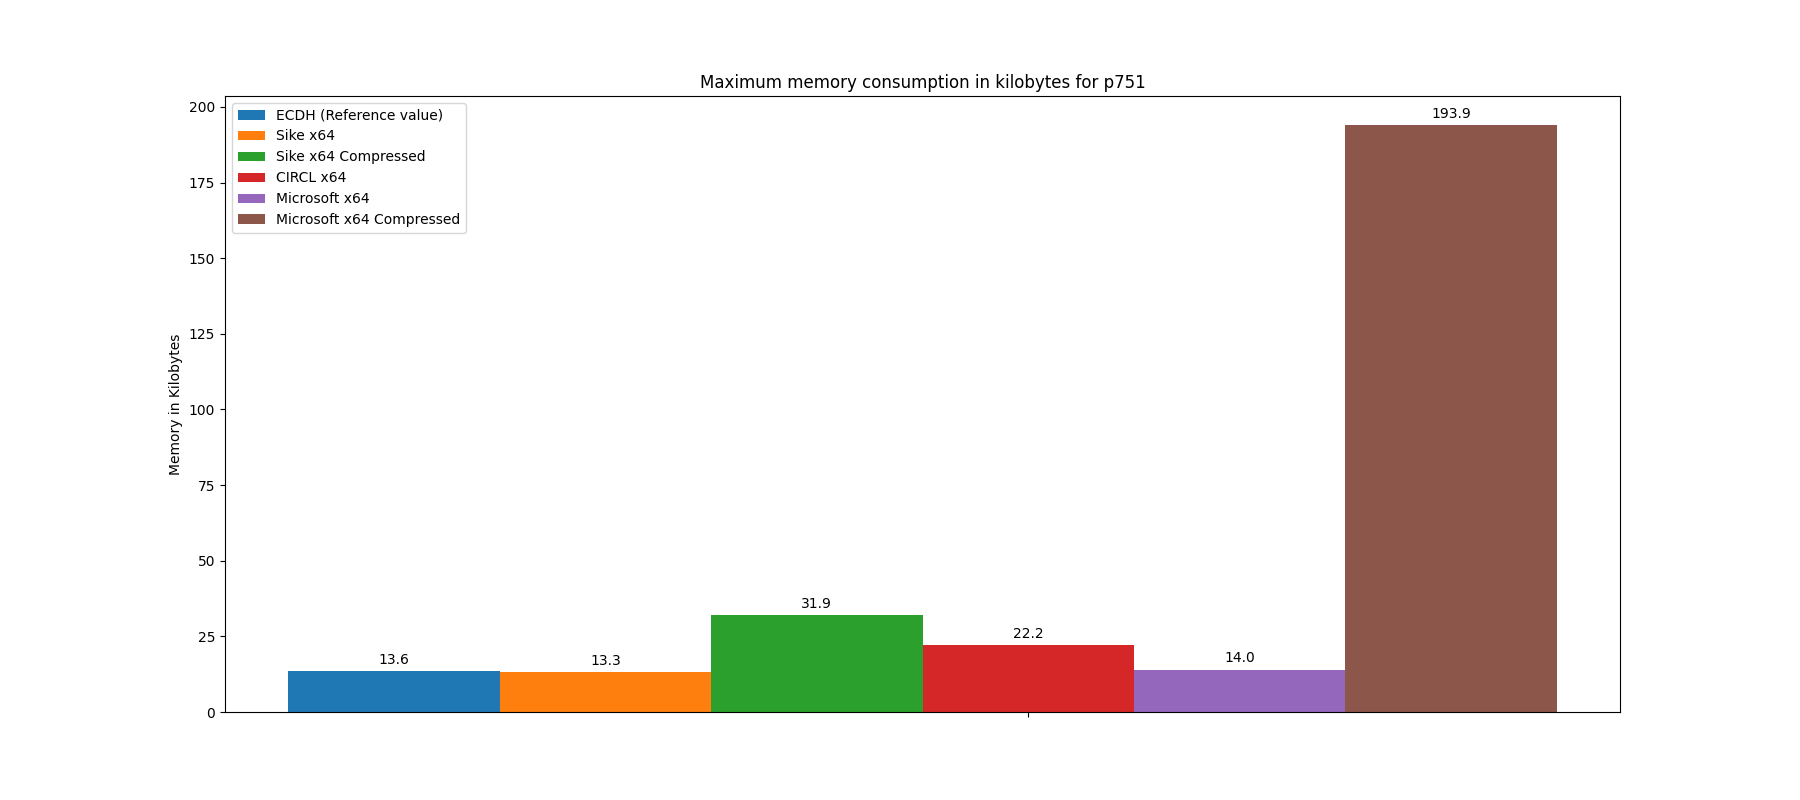 Maximum memory consumption in kilobytes for p751
Memory in Kilobytes
200
175
150
125
100
75
50
25
0
ECDH (Reference value)
Sike x64
Sike x64 Compressed
CIRCL x64
Microsoft x64
Microsoft x64 Compressed
13.6
13.3
31.9
22.2
14.0
193.9